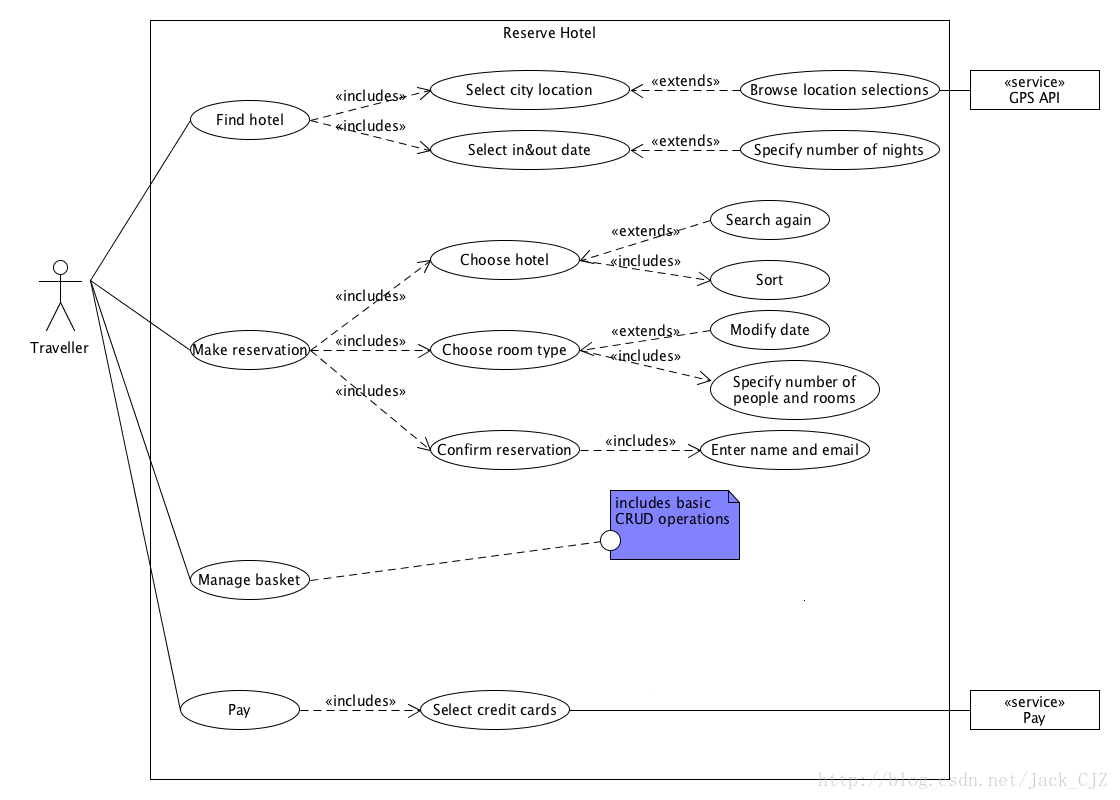 Reserve Hotel
«includes»
«includes»
Find hotel
Select city location
«extends»
Browse location selections
«service»
GPS API
Select in&out date
«extends»
Specify number of nights
Traveller
Make reservation
«includes»
«includes»
«includes»
Choose hotel
«extends»
«includes»
Search again
Sort
Choose room type
«extends»
«includes»
Modify date
Specify number of
people and rooms
Confirm reservation
«includes»
Enter name and email
includes basic
CRUD operations
Manage basket
Pay
«includes»
Select credit cards
«service»
Pay
http://blog.csdn.net/Jack_CJZ